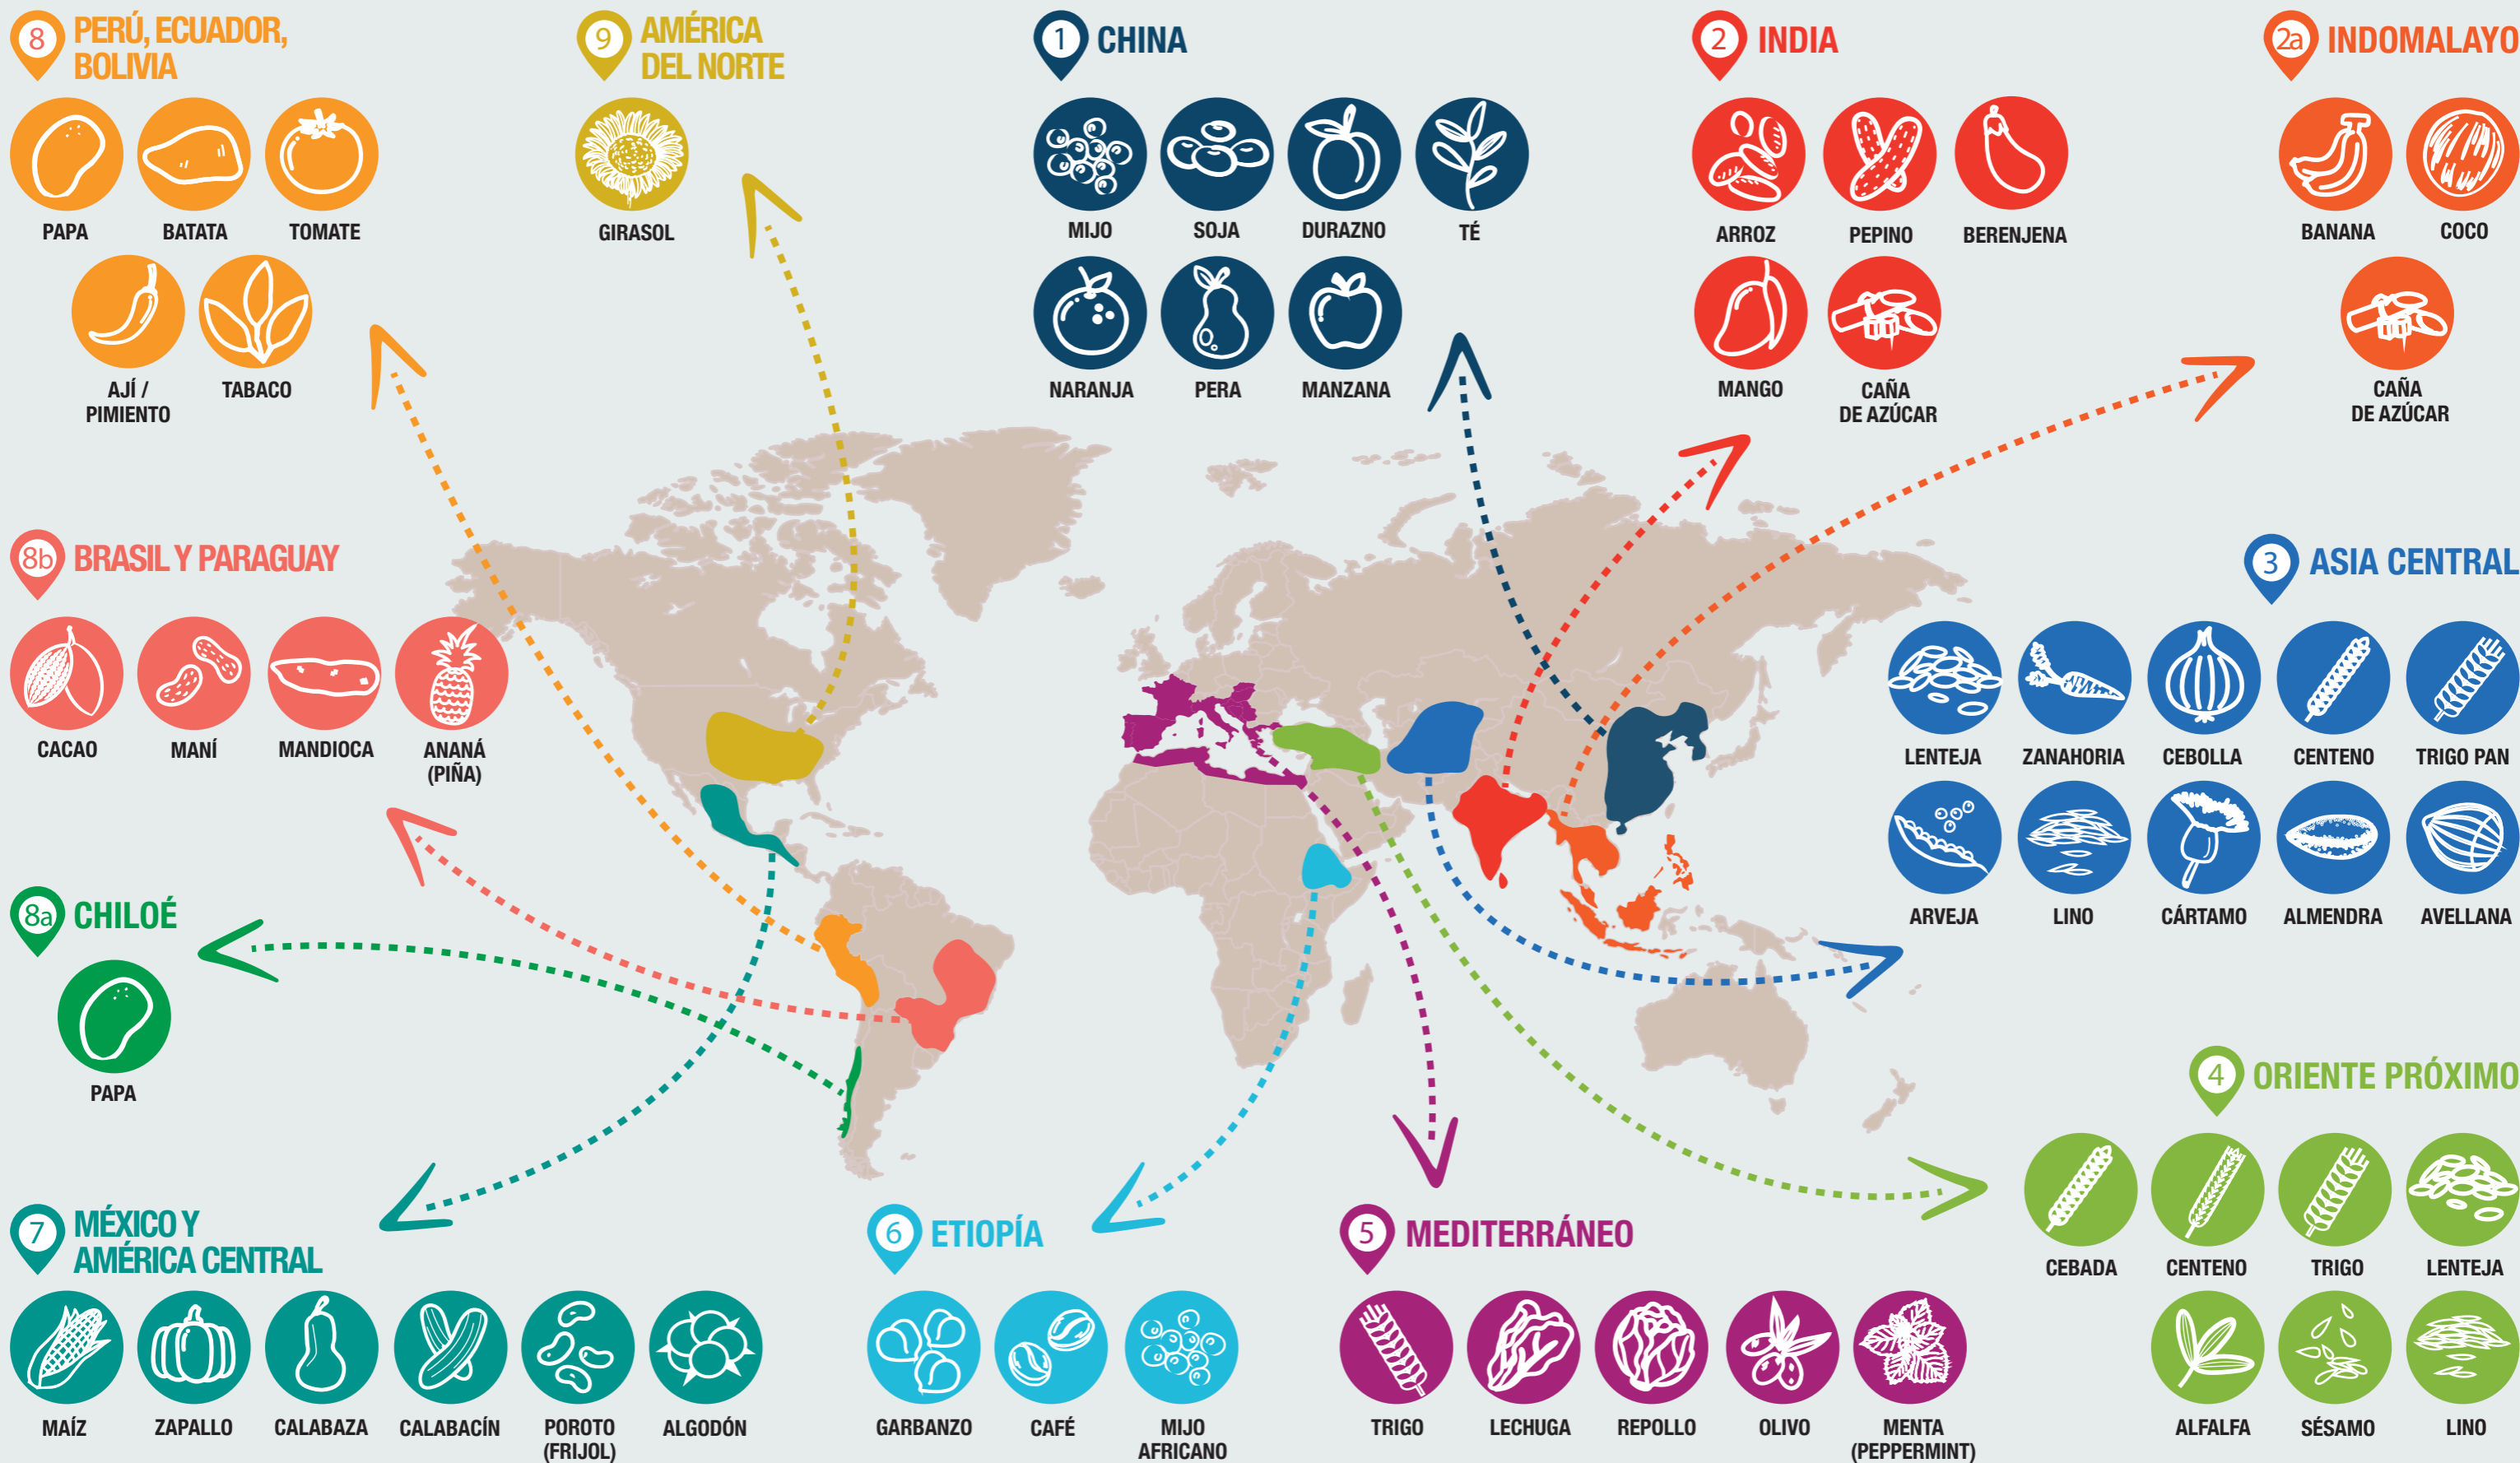 8
PERÚ, ECUADOR,
BOLIVIA
PAPA
BATATA
TOMATE
AJÍ /
PIMIENTO
TABACO
9
AMÉRICA
DEL NORTE
GIRASOL
1
CHINA
MIJO
SOJA
DURAZNO
TÉ
NARANJA
PERA
MANZANA
2
INDIA
ARROZ
PEPINO
BERENJENA
MANGO
CAÑA
DE AZÚCAR
2a
INDOMALAYO
BANANA
COCO
CAÑA
DE AZÚCAR
8b
BRASIL Y PARAGUAY
CACAO
MANÍ
MANDIOCA
ANANÁ
(PIÑA)
3
ASIA CENTRAL
LENTEJA
ZANAHORIA
CEBOLLA
CENTENO
TRIGO PAN
ARVEJA
LINO
CÁRTAMO
ALMENDRA
AVELLANA
8a
CHILOÉ
PAPA
4
ORIENTE PRÓXIMO
CEBADA
CENTENO
TRIGO
LENTEJA
ALFALFA
SÉSAMO
LINO
7
MÉXICO Y
AMÉRICA CENTRAL
MAÍZ
ZAPALLO
CALABAZA
CALABACÍN
POROTO
(FRIJOL)
ALGODÓN
6
ETIOPÍA
GARBANZO
CAFÉ
MIJO
AFRICANO
5
MEDITERRÁNEO
TRIGO
LECHUGA
REPOLLO
OLIVO
MENTA
(PEPPERMINT)